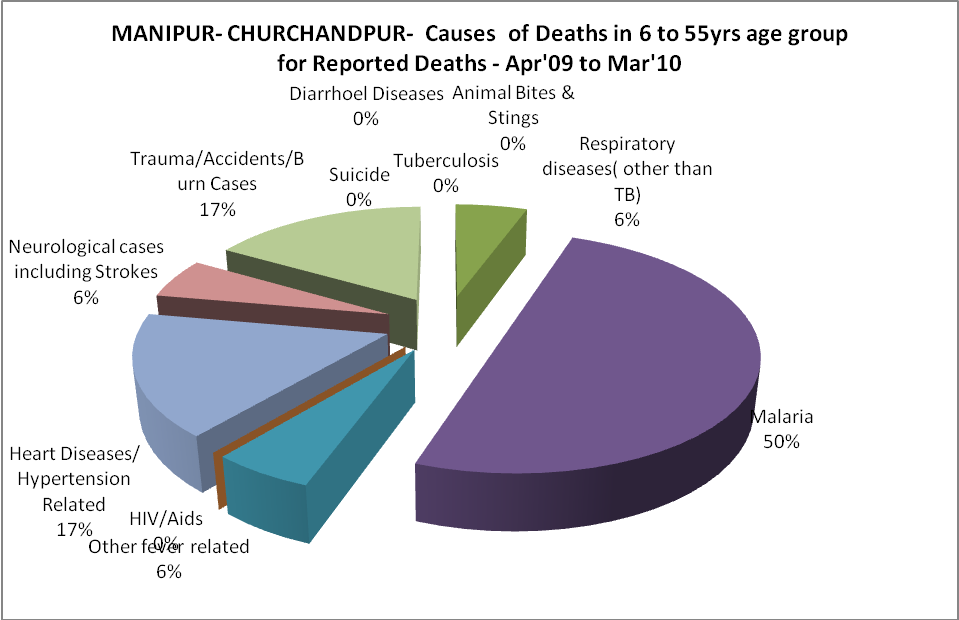 MANIPUR- CHURCHANDPUR-  Causes  of Deaths in 6 to 55yrs age group
for Reported Deaths - Apr'09 to Mar'10
Diarrhoel Diseases
0%
Animal Bites &
Stings
0%
Respiratory
diseases( other than
TB)
6%
Tuberculosis
0%
Suicide
0%
Trauma/Accidents/B
urn Cases
17%
Neurological cases
including Strokes
6%
Malaria
50%
Heart Diseases/
Hypertension
Related
17%
HIV/Aids
0%
Other fever related
6%